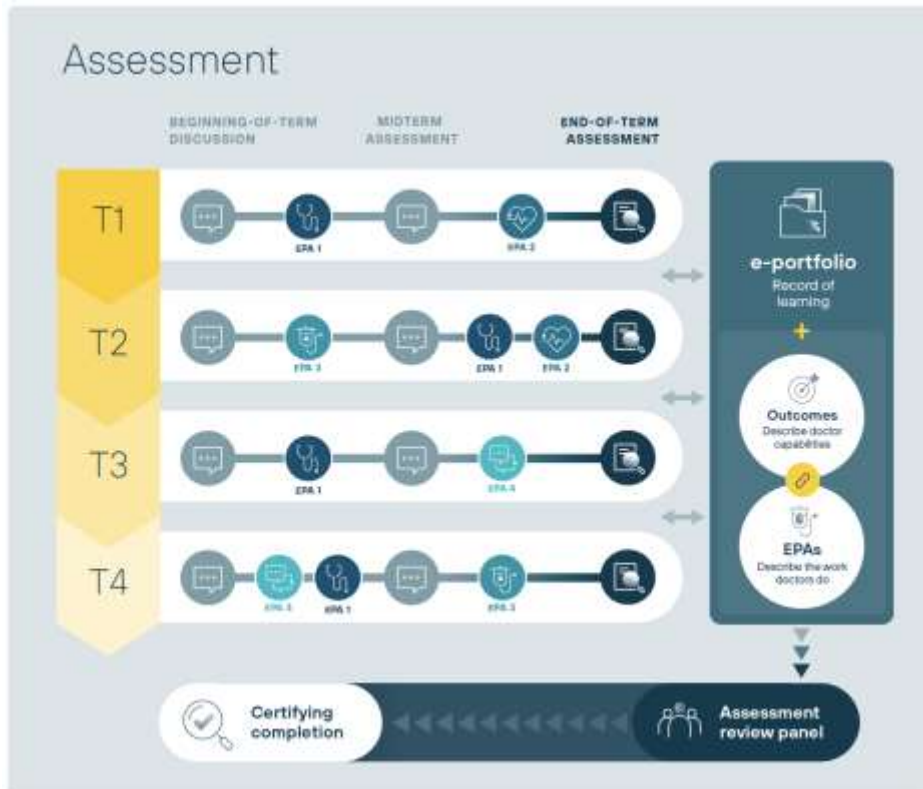 Assessment
BEGINNING-OF-TERM
DISCUSSION
MIDTERM
ASSESSMENT
END-OF-TERM
ASSESSMENT
T1
EPA 1
EPA 2
T2
EPA 3
EPA 1
EPA 2
T3
EPA 1
EPA 4
T4
EPA 4
EPA 1
EPA 3
e-portfolio
Record of
learning
+
Outcomes
Describe doctor
capabilities
EPAs
Describe the work
doctors do
Certifying
completion
Assessment
review panel